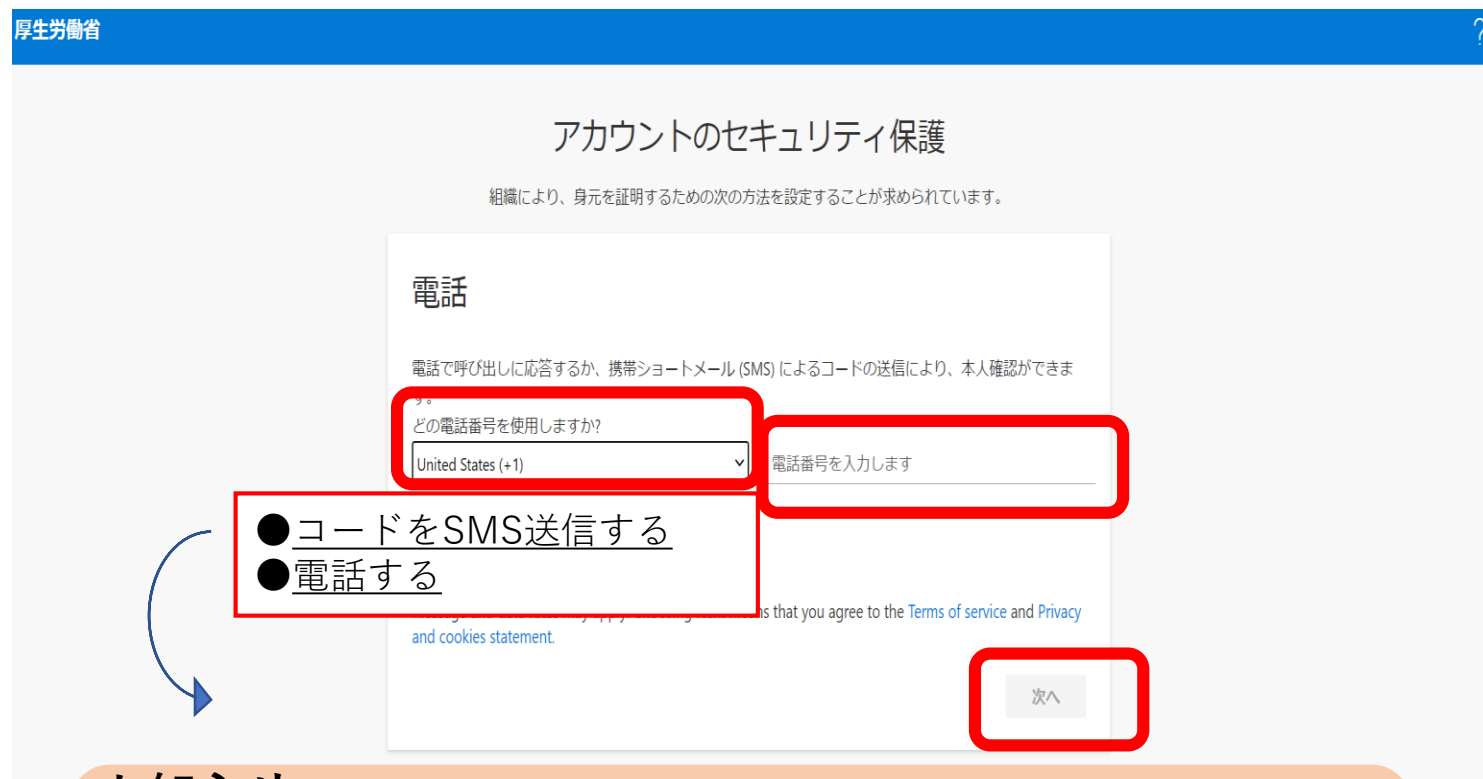 厚生労働省
?
アカウントのセキュリティ保護
組織により、身元を証明するための次の方法を設定することが求められています。
電話
電話で呼び出しに応答するか、携帯ショートメール (SMS) によるコードの送信により、本人確認ができま
す。
どの電話番号を使用しますか?
United States (+1)
電話番号を入力します
●コードをSMS送信する
●電話する
that you agree to the Terms of service and Privacy
and cookies statement.
次へ